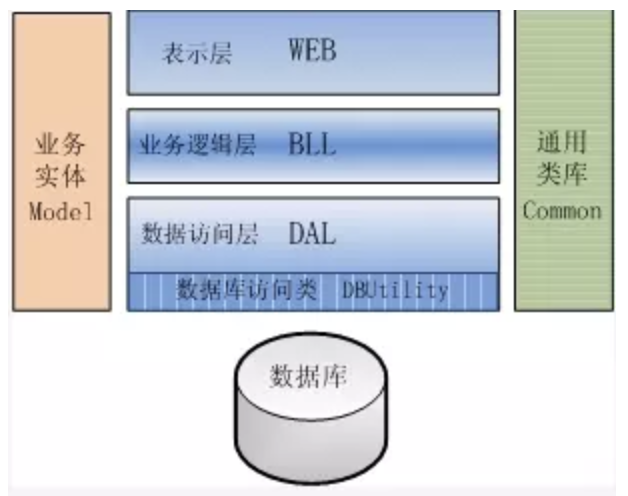 表示层 WEB
业务逻辑层 BLL
数据访问层 DAL
数据库访问类 DBUtility
业务
实体
Model
通用
类库
Common
数据库